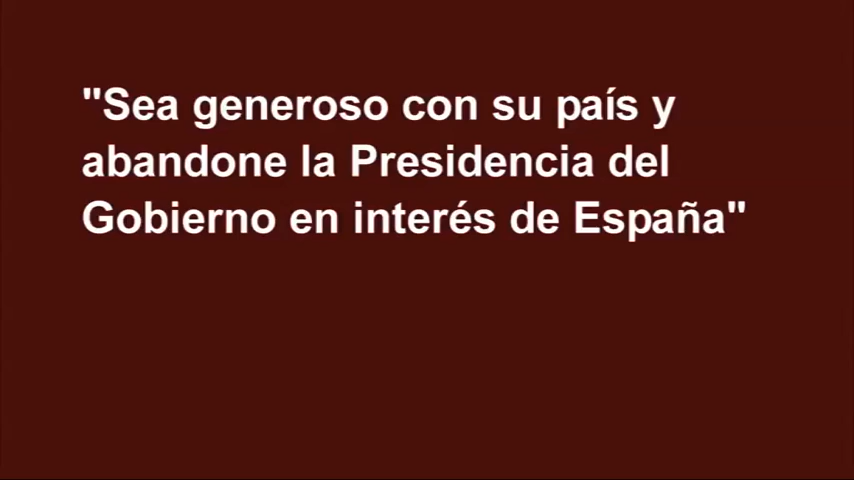 "Sea generoso con su país y
abandone la Presidencia del
Gobierno en interés de España"